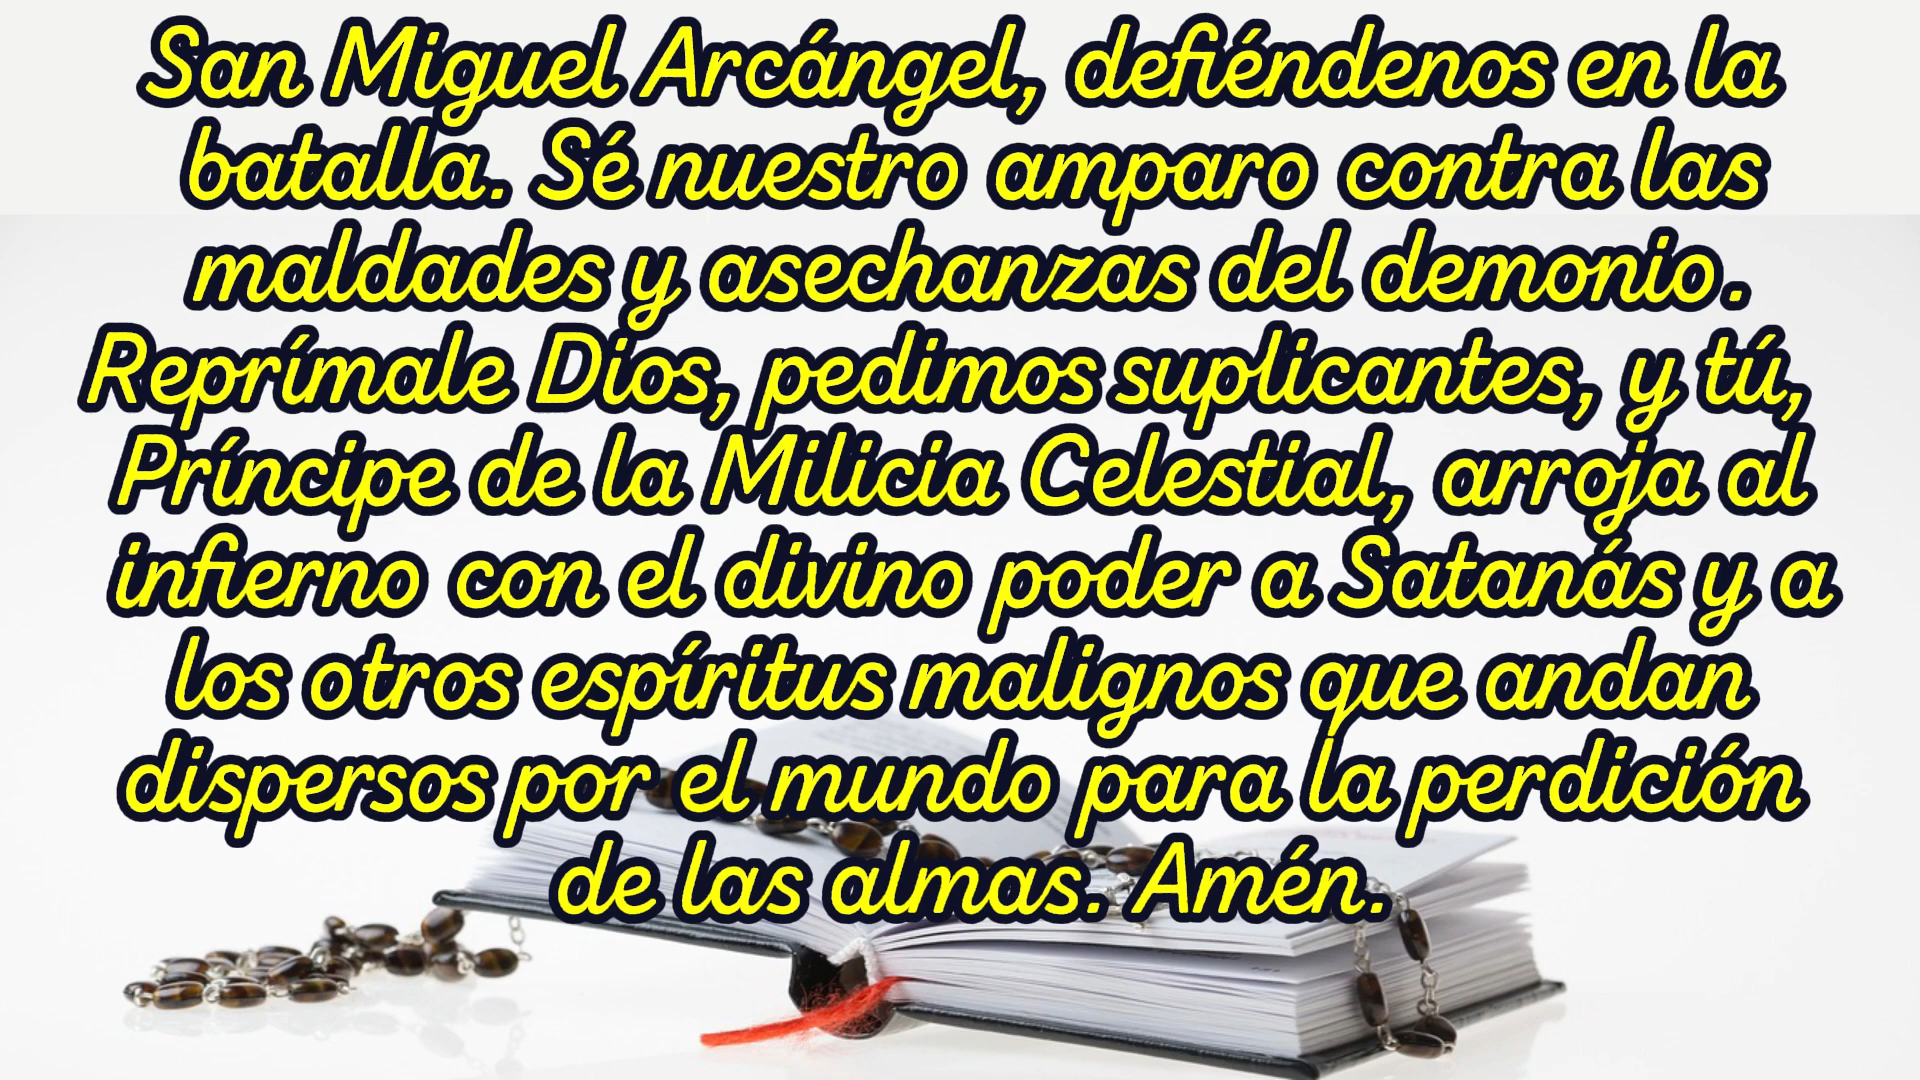 San Miguel Arcángel, defiéndenos en la
batalla. Sé nuestro amparo contra las
maldades y asechanzas del demonio.
Reprímale Dios, pedimos suplicantes, y tú,
Príncipe de la Milicia Celestial, arroja al
infierno con el divino poder a Satanás y a
los otros espíritus malignos que andan
dispersos por el mundo para la perdición
de las almas. Amén.